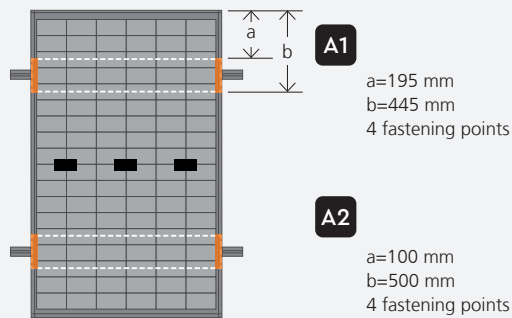 a
b
A1
a=195 mm
b=445 mm
4 fastening points
A2
a=100 mm
b=500 mm
4 fastening points